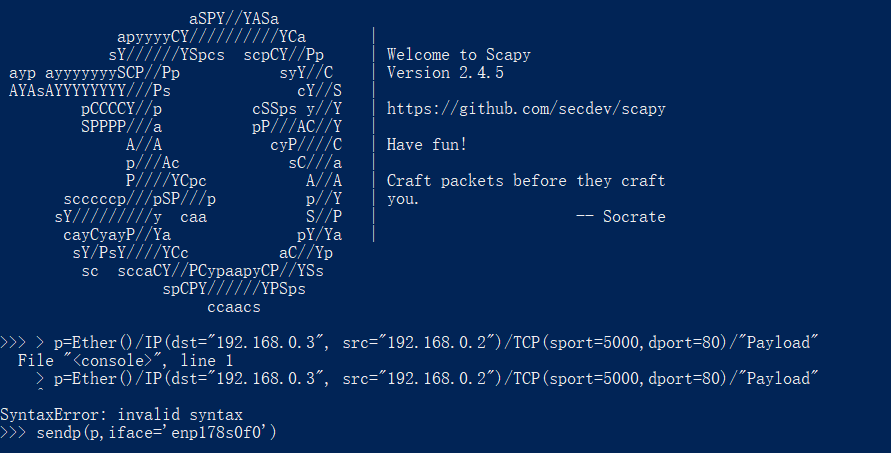 aSPY//YASa
apyyyyCY//////////YCa |
sY//////YSpcs scpCY//Pp | Welcome to Scapy
ayp ayyyyyyySCP//Pp syY//C | Version 2.4.5
AYAsAYYYYYYYY///Ps cY//S |
pCCCCY//p cSSps y//Y | https://github.com/secdev/scapy
SPPPP///a pP///AC//Y |
A//A cyP////C | Have fun!
p///Ac sC///a |
P////YCpc A//A | Craft packets before they craft
scccccp///pSP///p p//Y | you.
sY/////////y caa S//P | -- Socrate
cayCyayP//Ya pY/Ya |
sY/PsY////YCc aC//Yp
sc sccaCY//PCypaapyCP//YSs
spCPY//////YPSps
ccaacs
>>> > p=Ether()/IP(dst="192.168.0.3", src="192.168.0.2")/TCP(sport=5000,dport=80)/"Payload"
File "<console>", line 1
> p=Ether()/IP(dst="192.168.0.3", src="192.168.0.2")/TCP(sport=5000,dport=80)/"Payload"
^
SyntaxError: invalid syntax
>>> sendp(p,iface='enp178s0f0')